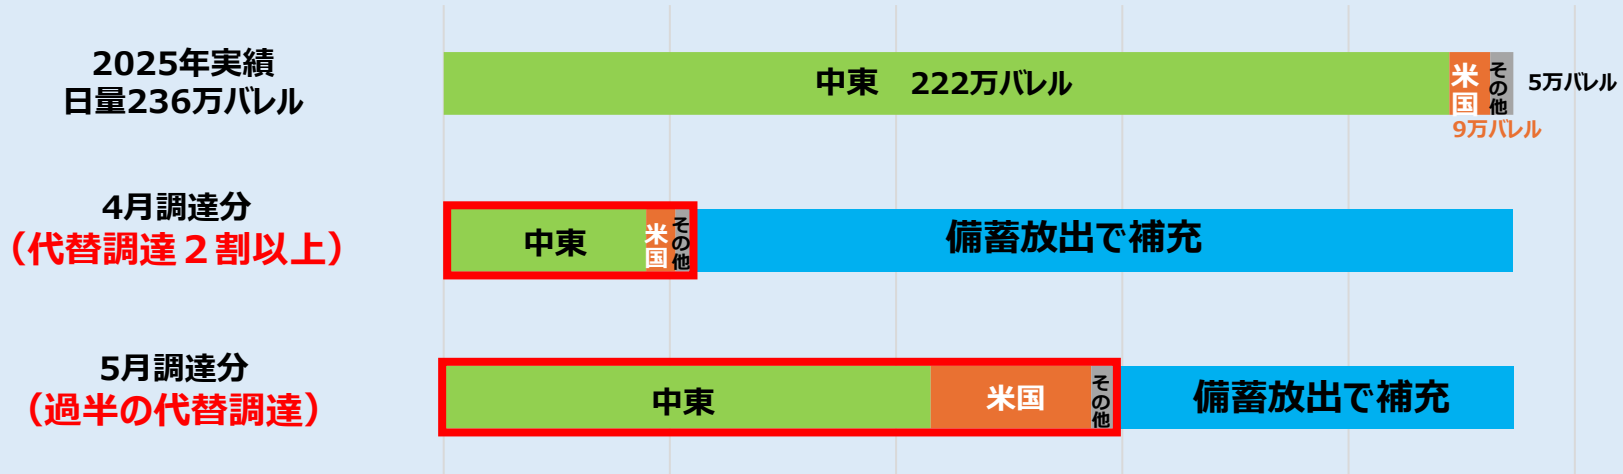 2025年実績
日量236万バレル
中東　222万バレル
米国
その他
5万バレル
9万バレル
4月調達分
（代替調達２割以上）
中東
米国
その他
備蓄放出で補充
5月調達分
（過半の代替調達）
中東
米国
その他
備蓄放出で補充